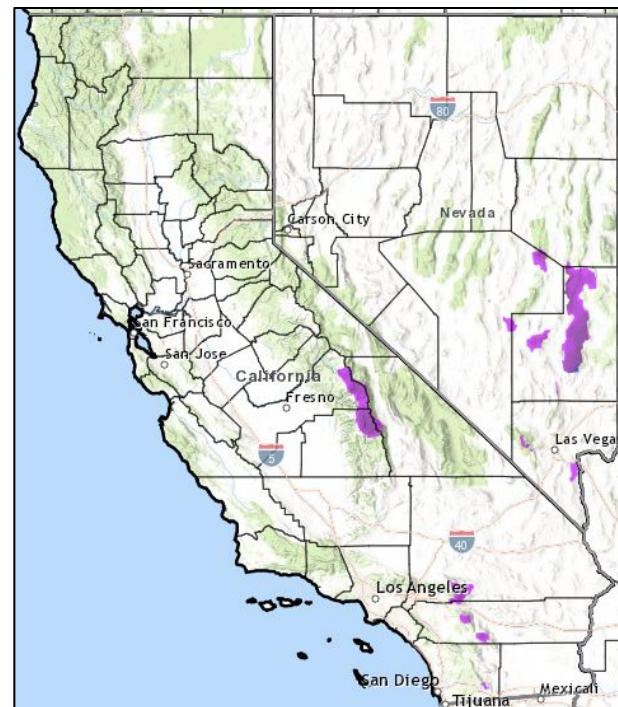 80
Carson City
Nevada
Sacramento
San Francisco
San Jose
California
Fresno
5
Las Vegas
40
Los Angeles
San Diego
Tijuana
Mexicali